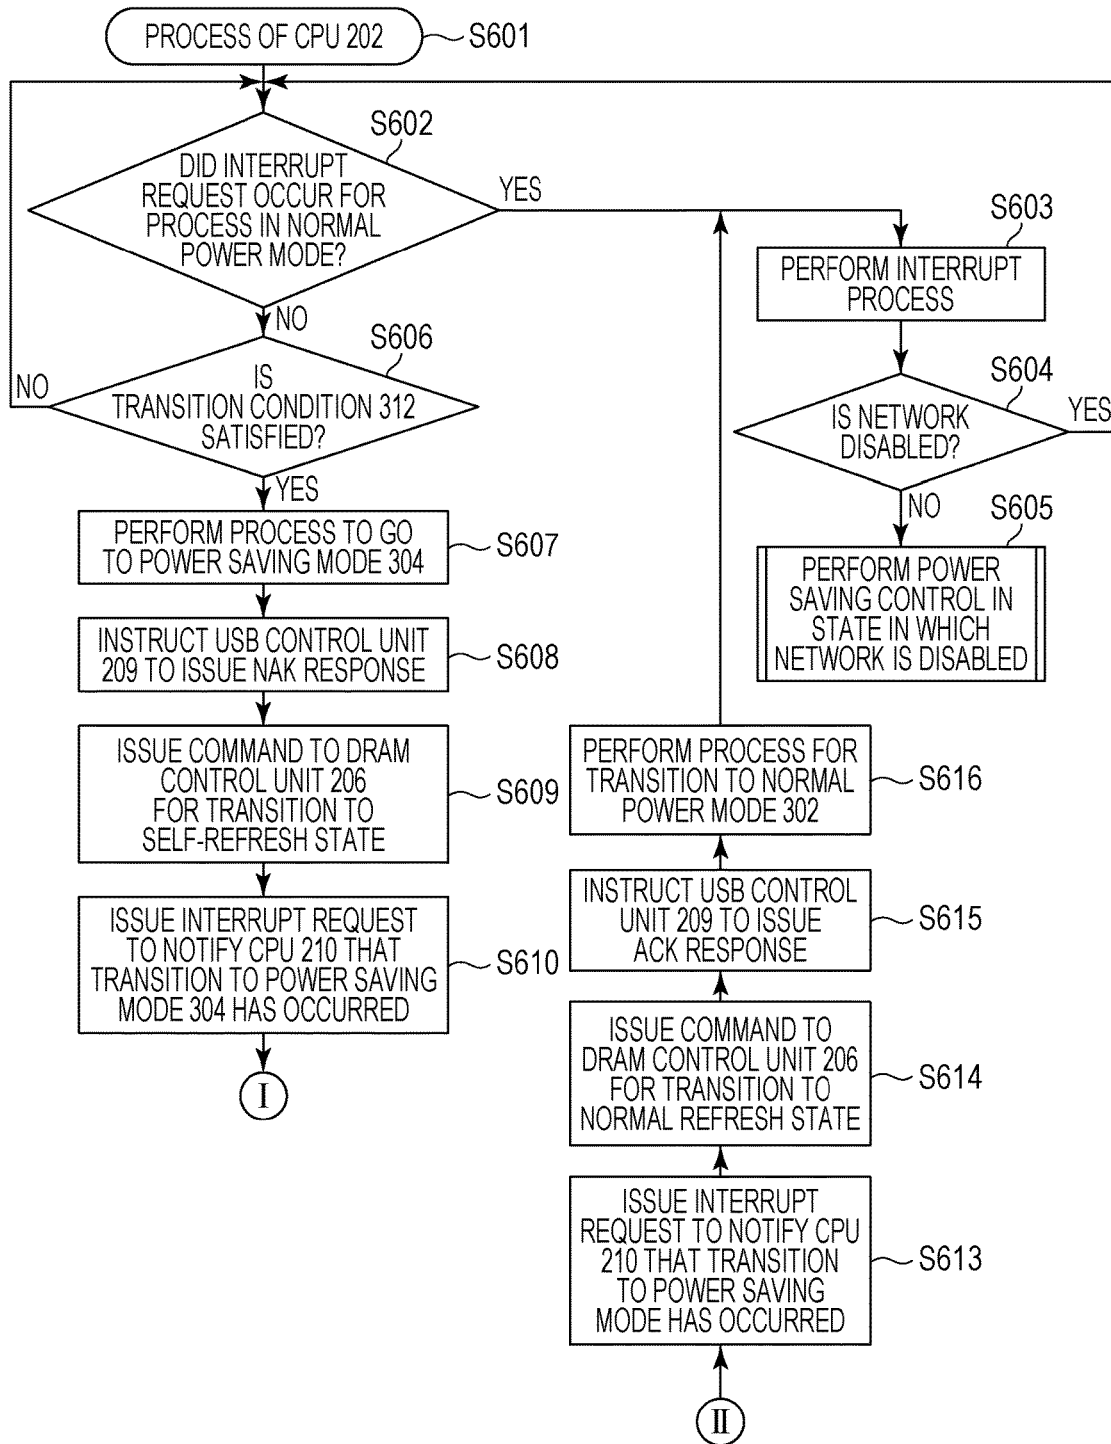 PROCESS OF CPU 202
S601
S602
DID INTERRUPT
REQUEST OCCUR FOR
PROCESS IN NORMAL
POWER MODE?
YES
NO
S603
PERFORM INTERRUPT
PROCESS
S604
IS NETWORK
DISABLED?
YES
NO
S605
PERFORM POWER
SAVING CONTROL IN
STATE IN WHICH
NETWORK IS DISABLED
S606
IS
TRANSITION CONDITION 312
SATISFIED?
NO
YES
PERFORM PROCESS TO GO
TO POWER SAVING MODE 304
S607
INSTRUCT USB CONTROL UNIT
209 TO ISSUE NAK RESPONSE
S608
ISSUE COMMAND TO DRAM
CONTROL UNIT 206
FOR TRANSITION TO
SELF-REFRESH STATE
S609
ISSUE INTERRUPT REQUEST
TO NOTIFY CPU 210 THAT
TRANSITION TO POWER SAVING
MODE 304 HAS OCCURRED
S610
I
PERFORM PROCESS FOR
TRANSITION TO NORMAL
POWER MODE 302
S616
INSTRUCT USB CONTROL
UNIT 209 TO ISSUE
ACK RESPONSE
S615
ISSUE COMMAND TO
DRAM CONTROL UNIT 206
FOR TRANSITION TO
NORMAL REFRESH STATE
S614
ISSUE INTERRUPT
REQUEST TO NOTIFY CPU
210 THAT TRANSITION
TO POWER SAVING
MODE HAS OCCURRED
S613
II